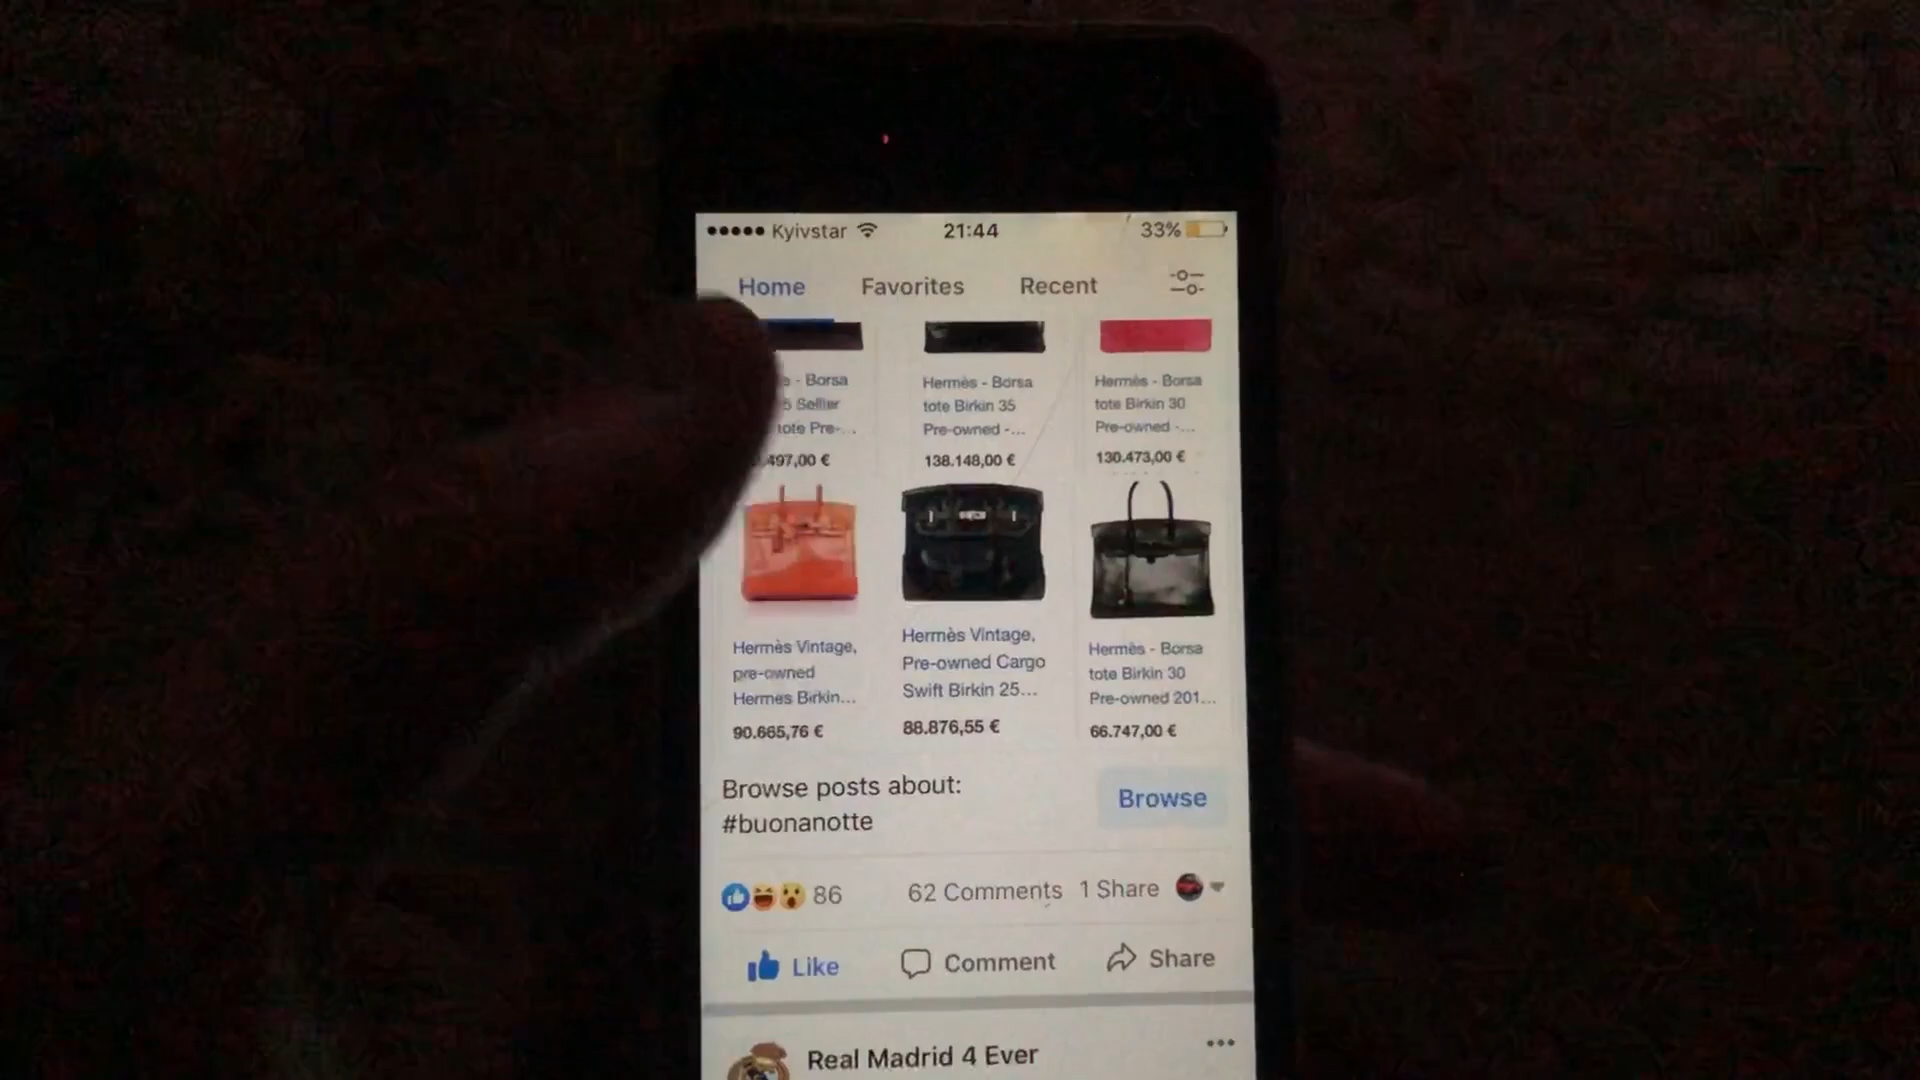 Kyivstar 21:44 33%
Home Favorites Recent
- Borsa
Sellier
tote Pre-...
497,00 €
Hermès - Borsa
tote Birkin 35
Pre-owned -...
138.148,00 €
Hermès - Borsa
tote Birkin 30
Pre-owned -...
130.473,00 €
Hermès Vintage,
pre-owned
Hermes Birkin...
90.665,76 €
Hermès Vintage,
Pre-owned Cargo
Swift Birkin 25...
88.876,55 €
Hermès - Borsa
tote Birkin 30
Pre-owned 201...
66.747,00 €
Browse posts about:
#buonanotte
Browse
86 62 Comments 1 Share
Like Comment Share
Real Madrid 4 Ever